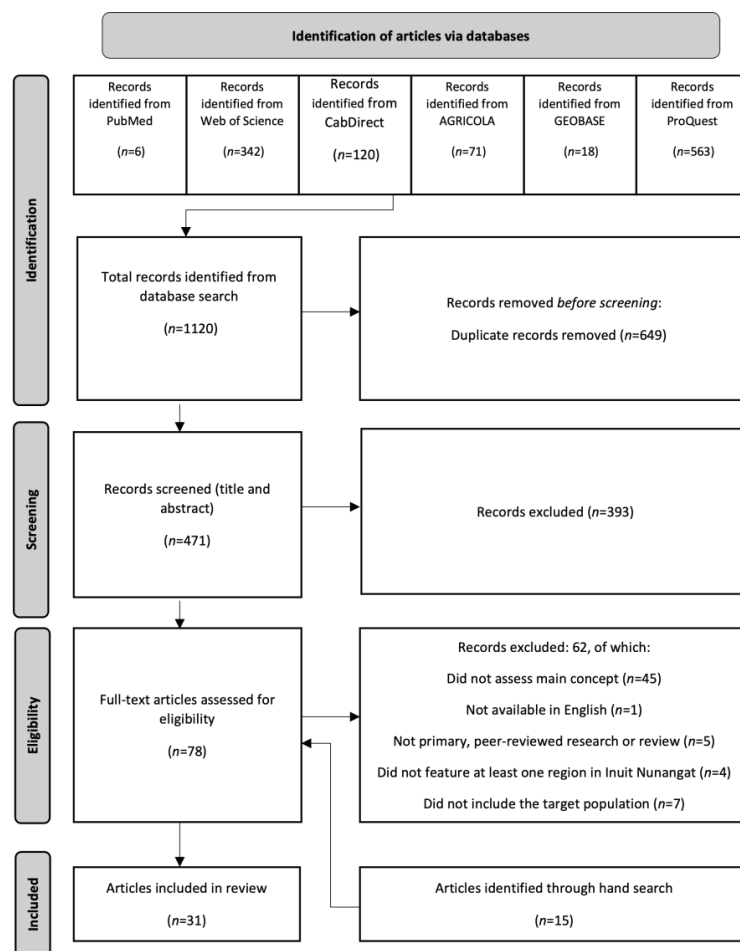 Identification of articles via databases
Identification
Records
identified from
PubMed
(n=6)
Records
identified from
Web of Science
(n=342)
Records
identified from
CabDirect
(n=120)
Records
identified from
AGRICOLA
(n=71)
Records
identified from
GEOBASE
(n=18)
Records
identified from
ProQuest
(n=563)
Total records identified from
database search
(n=1120)
Records removed before screening:
Duplicate records removed (n=649)
Screening
Records screened (title and
abstract)
(n=471)
Records excluded (n=393)
Eligibility
Full-text articles assessed for
eligibility
(n=78)
Records excluded: 62, of which:
Did not assess main concept (n=45)
Not available in English (n=1)
Not primary, peer-reviewed research or review (n=5)
Did not feature at least one region in Inuit Nunangat (n=4)
Did not include the target population (n=7)
Included
Articles included in review
(n=31)
Articles identified through hand search
(n=15)